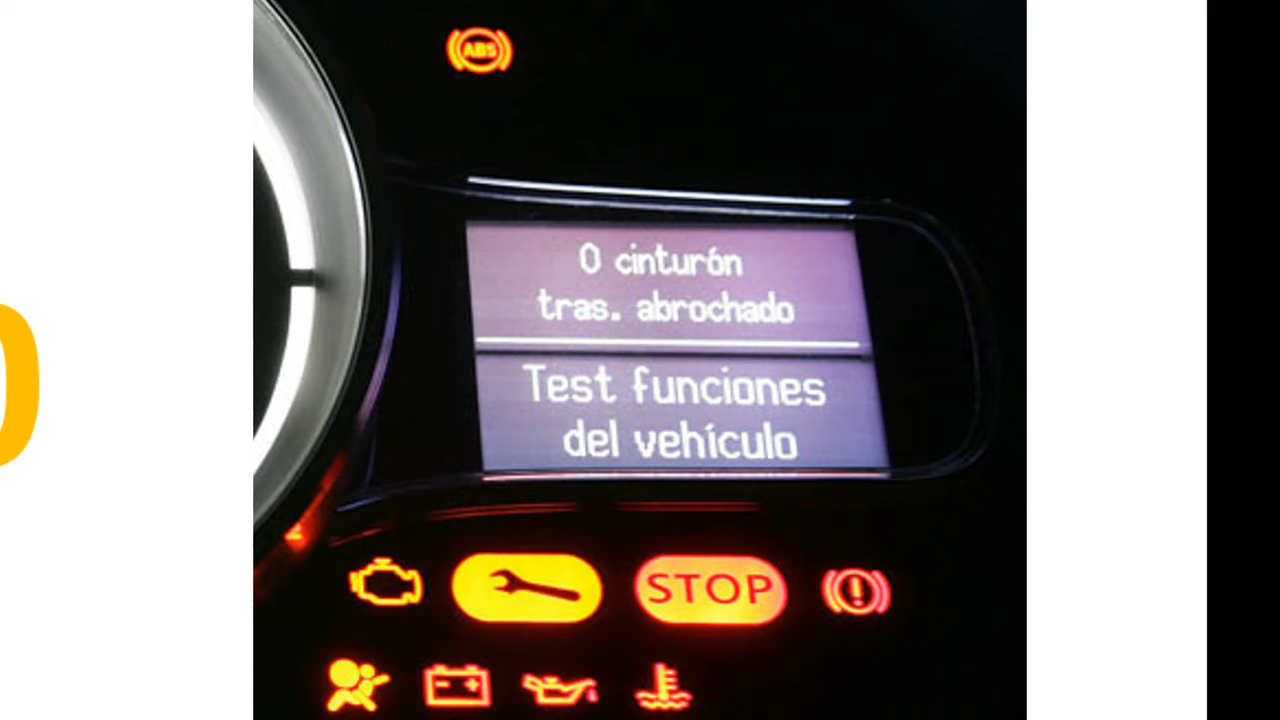 ABS
0 cinturón
tras. abrochado
Test funciones
del vehículo
STOP